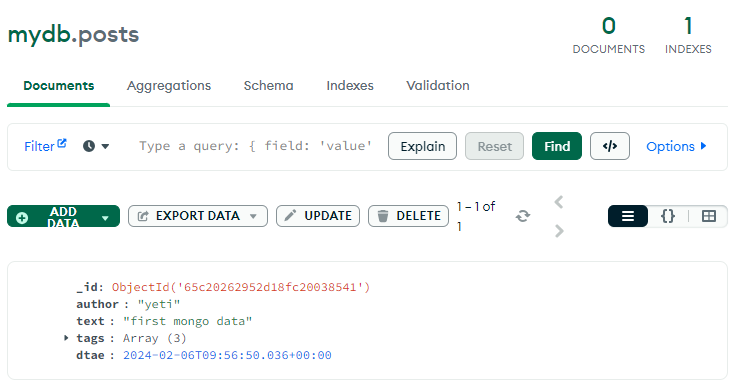 mydb.posts
0
DOCUMENTS
1
INDEXES
Documents Aggregations Schema Indexes Validation
Filter Type a query: { field: 'value' Explain Reset Find </> Options
ADD DATA EXPORT DATA UPDATE DELETE 1 – 1 of 1 {}
_id: ObjectId('65c20262952d18fc20038541')
author : "yeti"
text : "first mongo data"
tags : Array (3)
dtae : 2024-02-06T09:56:50.036+00:00